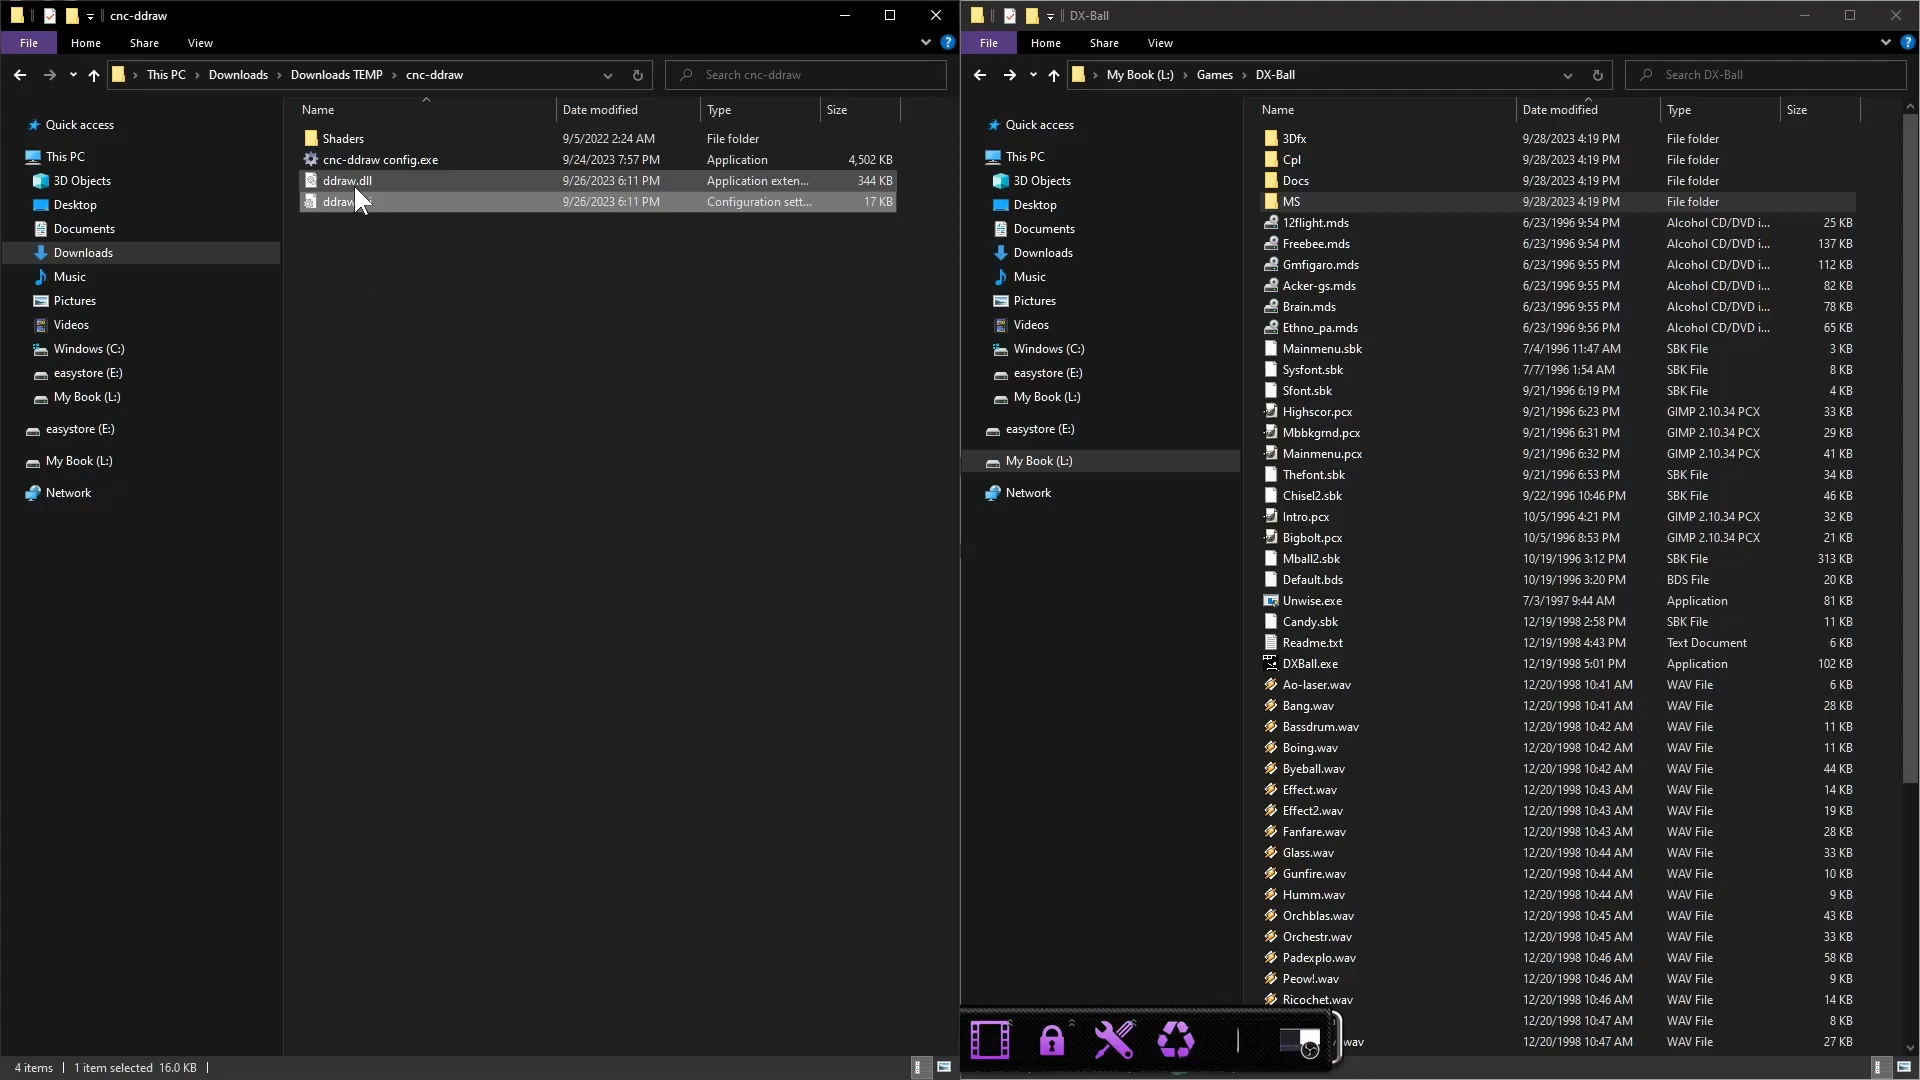 cnc-ddraw
File Home Share View
This PC Downloads Downloads TEMP cnc-ddraw
Search cnc-ddraw
Quick access
This PC
3D Objects
Desktop
Documents
Downloads
Music
Pictures
Videos
Windows (C:)
easystore (E:)
My Book (L:)
easystore (E:)
My Book (L:)
Network
Name Date modified Type Size
Shaders 9/5/2022 2:24 AM File folder
cnc-ddraw config.exe 9/24/2023 7:57 PM Application 4,502 KB
ddraw.dll 9/26/2023 6:11 PM Application exten... 344 KB
9/26/2023 6:11 PM Configuration sett... 17 KB
4 items 1 item selected 16.0 KB
DX-Ball
File Home Share View
My Book (L:) Games DX-Ball
Search DX-Ball
Quick access
This PC
3D Objects
Desktop
Documents
Downloads
Music
Pictures
Videos
Windows (C:)
easystore (E:)
My Book (L:)
easystore (E:)
My Book (L:)
Network
Name Date modified Type Size
3Dfx 9/28/2023 4:19 PM File folder
Cpl 9/28/2023 4:19 PM File folder
Docs 9/28/2023 4:19 PM File folder
MS 9/28/2023 4:19 PM File folder
12flight.mds 6/23/1996 9:54 PM Alcohol CD/DVD i... 25 KB
Freebee.mds 6/23/1996 9:54 PM Alcohol CD/DVD i... 137 KB
Gmfigaro.mds 6/23/1996 9:55 PM Alcohol CD/DVD i... 112 KB
Acker-gs.mds 6/23/1996 9:55 PM Alcohol CD/DVD i... 82 KB
Brain.mds 6/23/1996 9:55 PM Alcohol CD/DVD i... 78 KB
Ethno_pa.mds 6/23/1996 9:56 PM Alcohol CD/DVD i... 65 KB
Mainmenu.sbk 7/4/1996 11:47 AM SBK File 3 KB
Sysfont.sbk 7/7/1996 1:54 AM SBK File 8 KB
Sfont.sbk 9/21/1996 6:19 PM SBK File 4 KB
Highscor.pcx 9/21/1996 6:23 PM GIMP 2.10.34 PCX 33 KB
Mbbkgrnd.pcx 9/21/1996 6:31 PM GIMP 2.10.34 PCX 29 KB
Mainmenu.pcx 9/21/1996 6:32 PM GIMP 2.10.34 PCX 41 KB
Thefont.sbk 9/21/1996 6:53 PM SBK File 34 KB
Chisel2.sbk 9/22/1996 10:46 PM SBK File 46 KB
Intro.pcx 10/5/1996 4:21 PM GIMP 2.10.34 PCX 32 KB
Bigbolt.pcx 10/5/1996 8:53 PM GIMP 2.10.34 PCX 21 KB
Mball2.sbk 10/19/1996 3:12 PM SBK File 313 KB
Default.bds 10/19/1996 3:20 PM BDS File 20 KB
Unwise.exe 7/3/1997 9:44 AM Application 81 KB
Candy.sbk 12/19/1998 2:58 PM SBK File 11 KB
Readme.txt 12/19/1998 4:43 PM Text Document 6 KB
DXBall.exe 12/19/1998 5:01 PM Application 102 KB
Ao-laser.wav 12/20/1998 10:41 AM WAV File 6 KB
Bang.wav 12/20/1998 10:41 AM WAV File 28 KB
Bassdrum.wav 12/20/1998 10:42 AM WAV File 11 KB
Boing.wav 12/20/1998 10:42 AM WAV File 11 KB
Byeball.wav 12/20/1998 10:42 AM WAV File 44 KB
Effect.wav 12/20/1998 10:43 AM WAV File 14 KB
Effect2.wav 12/20/1998 10:43 AM WAV File 19 KB
Fanfare.wav 12/20/1998 10:43 AM WAV File 28 KB
Glass.wav 12/20/1998 10:44 AM WAV File 33 KB
Gunfire.wav 12/20/1998 10:44 AM WAV File 10 KB
Humm.wav 12/20/1998 10:44 AM WAV File 9 KB
Orchblas.wav 12/20/1998 10:45 AM WAV File 43 KB
Orchestr.wav 12/20/1998 10:45 AM WAV File 33 KB
Padexplo.wav 12/20/1998 10:46 AM WAV File 58 KB
Peow!.wav 12/20/1998 10:46 AM WAV File 9 KB
Ricochet.wav 12/20/1998 10:46 AM WAV File 14 KB
12/20/1998 10:47 AM WAV File 8 KB
wav 12/20/1998 10:47 AM WAV File 27 KB